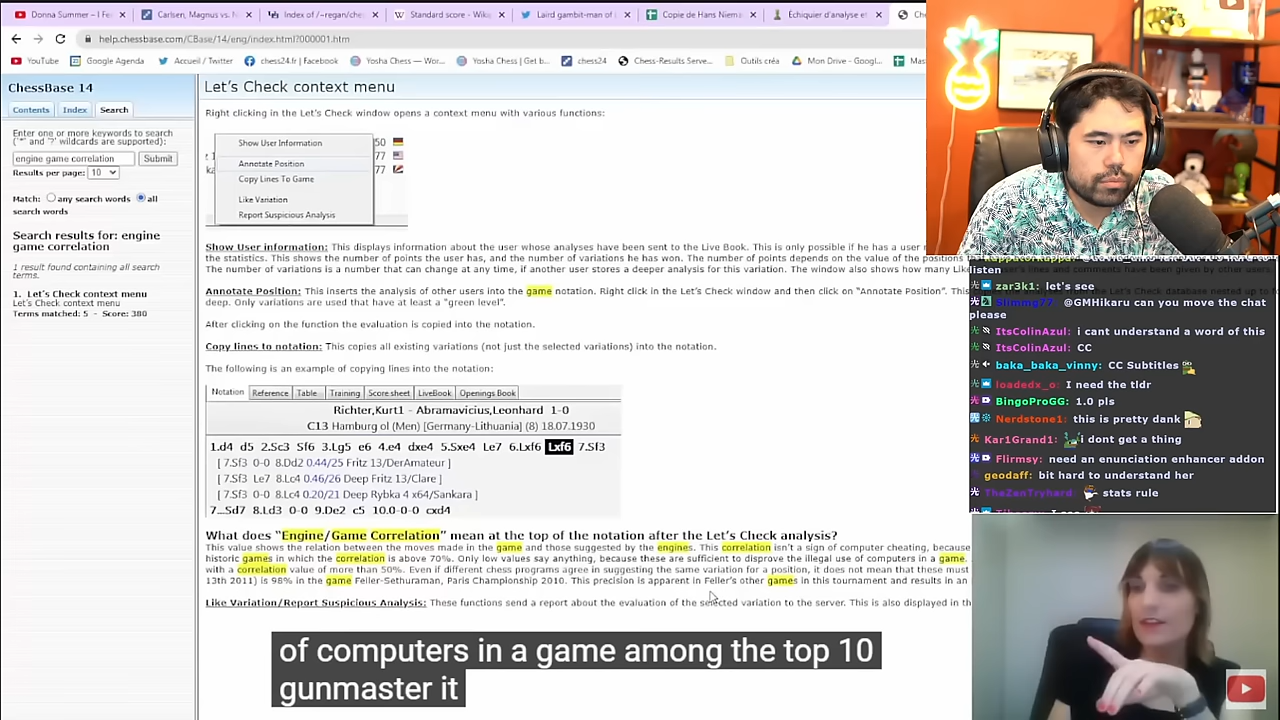 Donna Summer - I Fe
Carlsen, Magnus vs. N
Index of /~regan/chess
Standard score - Wiki
Laird gambit-man of
Copie de Hans Niema
Échiquier d'analyse et
Che
help.chessbase.com/CBase/14/eng/index.html?000001.htm
YouTube
Google Agenda
Accueil / Twitter
chess24.fr | Facebook
Yosha Chess — Wor...
Yosha Chess | Get b...
chess24
Chess-Results Serve...
Outils créa
Mon Drive - Googl...
Mas
ChessBase 14
Contents
Index
Search
Enter one or more keywords to search
('*' and '?' wildcards are supported):
engine game correlation
Submit
Results per page: 10
Match: any search words all
search words
Search results for: engine
game correlation
1 result found containing all search
terms.
1. Let's Check context menu
Let's Check context menu
Terms matched: 5 - Score: 380
Let's Check context menu
Right clicking in the Let's Check window opens a context menu with various functions:
Show User Information
Annotate Position
Copy Lines To Game
Like Variation
Report Suspicious Analysis
50
77
77
Show User information: This displays information about the user whose analyses have been sent to the Live Book. This is only possible if he has a user
the statistics. This shows the number of points the user has, and the number of variations he has won. The number of points depends on the value of the positions
The number of variations is a number that can change at any time, if another user stores a deeper analysis for this variation. The window also shows how many
Annotate Position: This inserts the analysis of other users into the game notation. Right click in the Let's Check window and then click on "Annotate Position".
deep. Only variations are used that have at least a "green level".
After clicking on the function the evaluation is copied into the notation.
Copy lines to notation: This copies all existing variations (not just the selected variations) into the notation.
The following is an example of copying lines into the notation:
Notation
Reference
Table
Training
Score sheet
LiveBook
Openings Book
Richter,Kurt1 - Abramavicius,Leonhard 1-0
C13 Hamburg ol (Men) [Germany-Lithuania] (8) 18.07.1930
1.d4 d5 2.Sc3 Sf6 3.Lg5 e6 4.e4 dxe4 5.Sxe4 Le7 6.Lxf6 Lxf6 7.Sf3
[ 7.Sf3 0-0 8.Dd2 0.44/25 Fritz 13/DerAmateur ]
[ 7.Sf3 Le7 8.Lc4 0.46/26 Deep Fritz 13/Clare ]
[ 7.Sf3 0-0 8.Lc4 0.20/21 Deep Rybka 4 x64/Sankara ]
7...Sd7 8.Ld3 0-0 9.De2 c5 10.0-0-0 cxd4
What does "Engine/Game Correlation" mean at the top of the notation after the Let's Check analysis?
This value shows the relation between the moves made in the game and those suggested by the engines. This correlation isn't a sign of computer cheating, because
historic games in which the correlation is above 70%. Only low values say anything, because these are sufficient to disprove the illegal use of computers in a game.
with a correlation value of more than 50%. Even if different chess programs agree in suggesting the same variation for a position, it does not mean that these must
13th 2011) is 98% in the game Feller-Sethuraman, Paris Championship 2010. This precision is apparent in Feller's other games in this tournament and results in an
Like Variation/Report Suspicious Analysis: These functions send a report about the evaluation of the selected variation to the server. This is also displayed in the
listen
zar3k1: let's see
Slimmg77 @GMHikaru can you move the chat
please
ItsColinAzul: i cant understand a word of this
ItsColinAzul: CC
baka_baka_vinny: CC Subtitles
loadedx_o: I need the tldr
BingoProGG: 1.0 pls
Nerdstone1: this is pretty dank
Kar1Grand1: i dont get a thing
Flirmsy: need an enunciation enhancer addon
geodaff: bit hard to understand her
TheZenTryhard: stats rule
of computers in a game among the top 10
gunmaster it